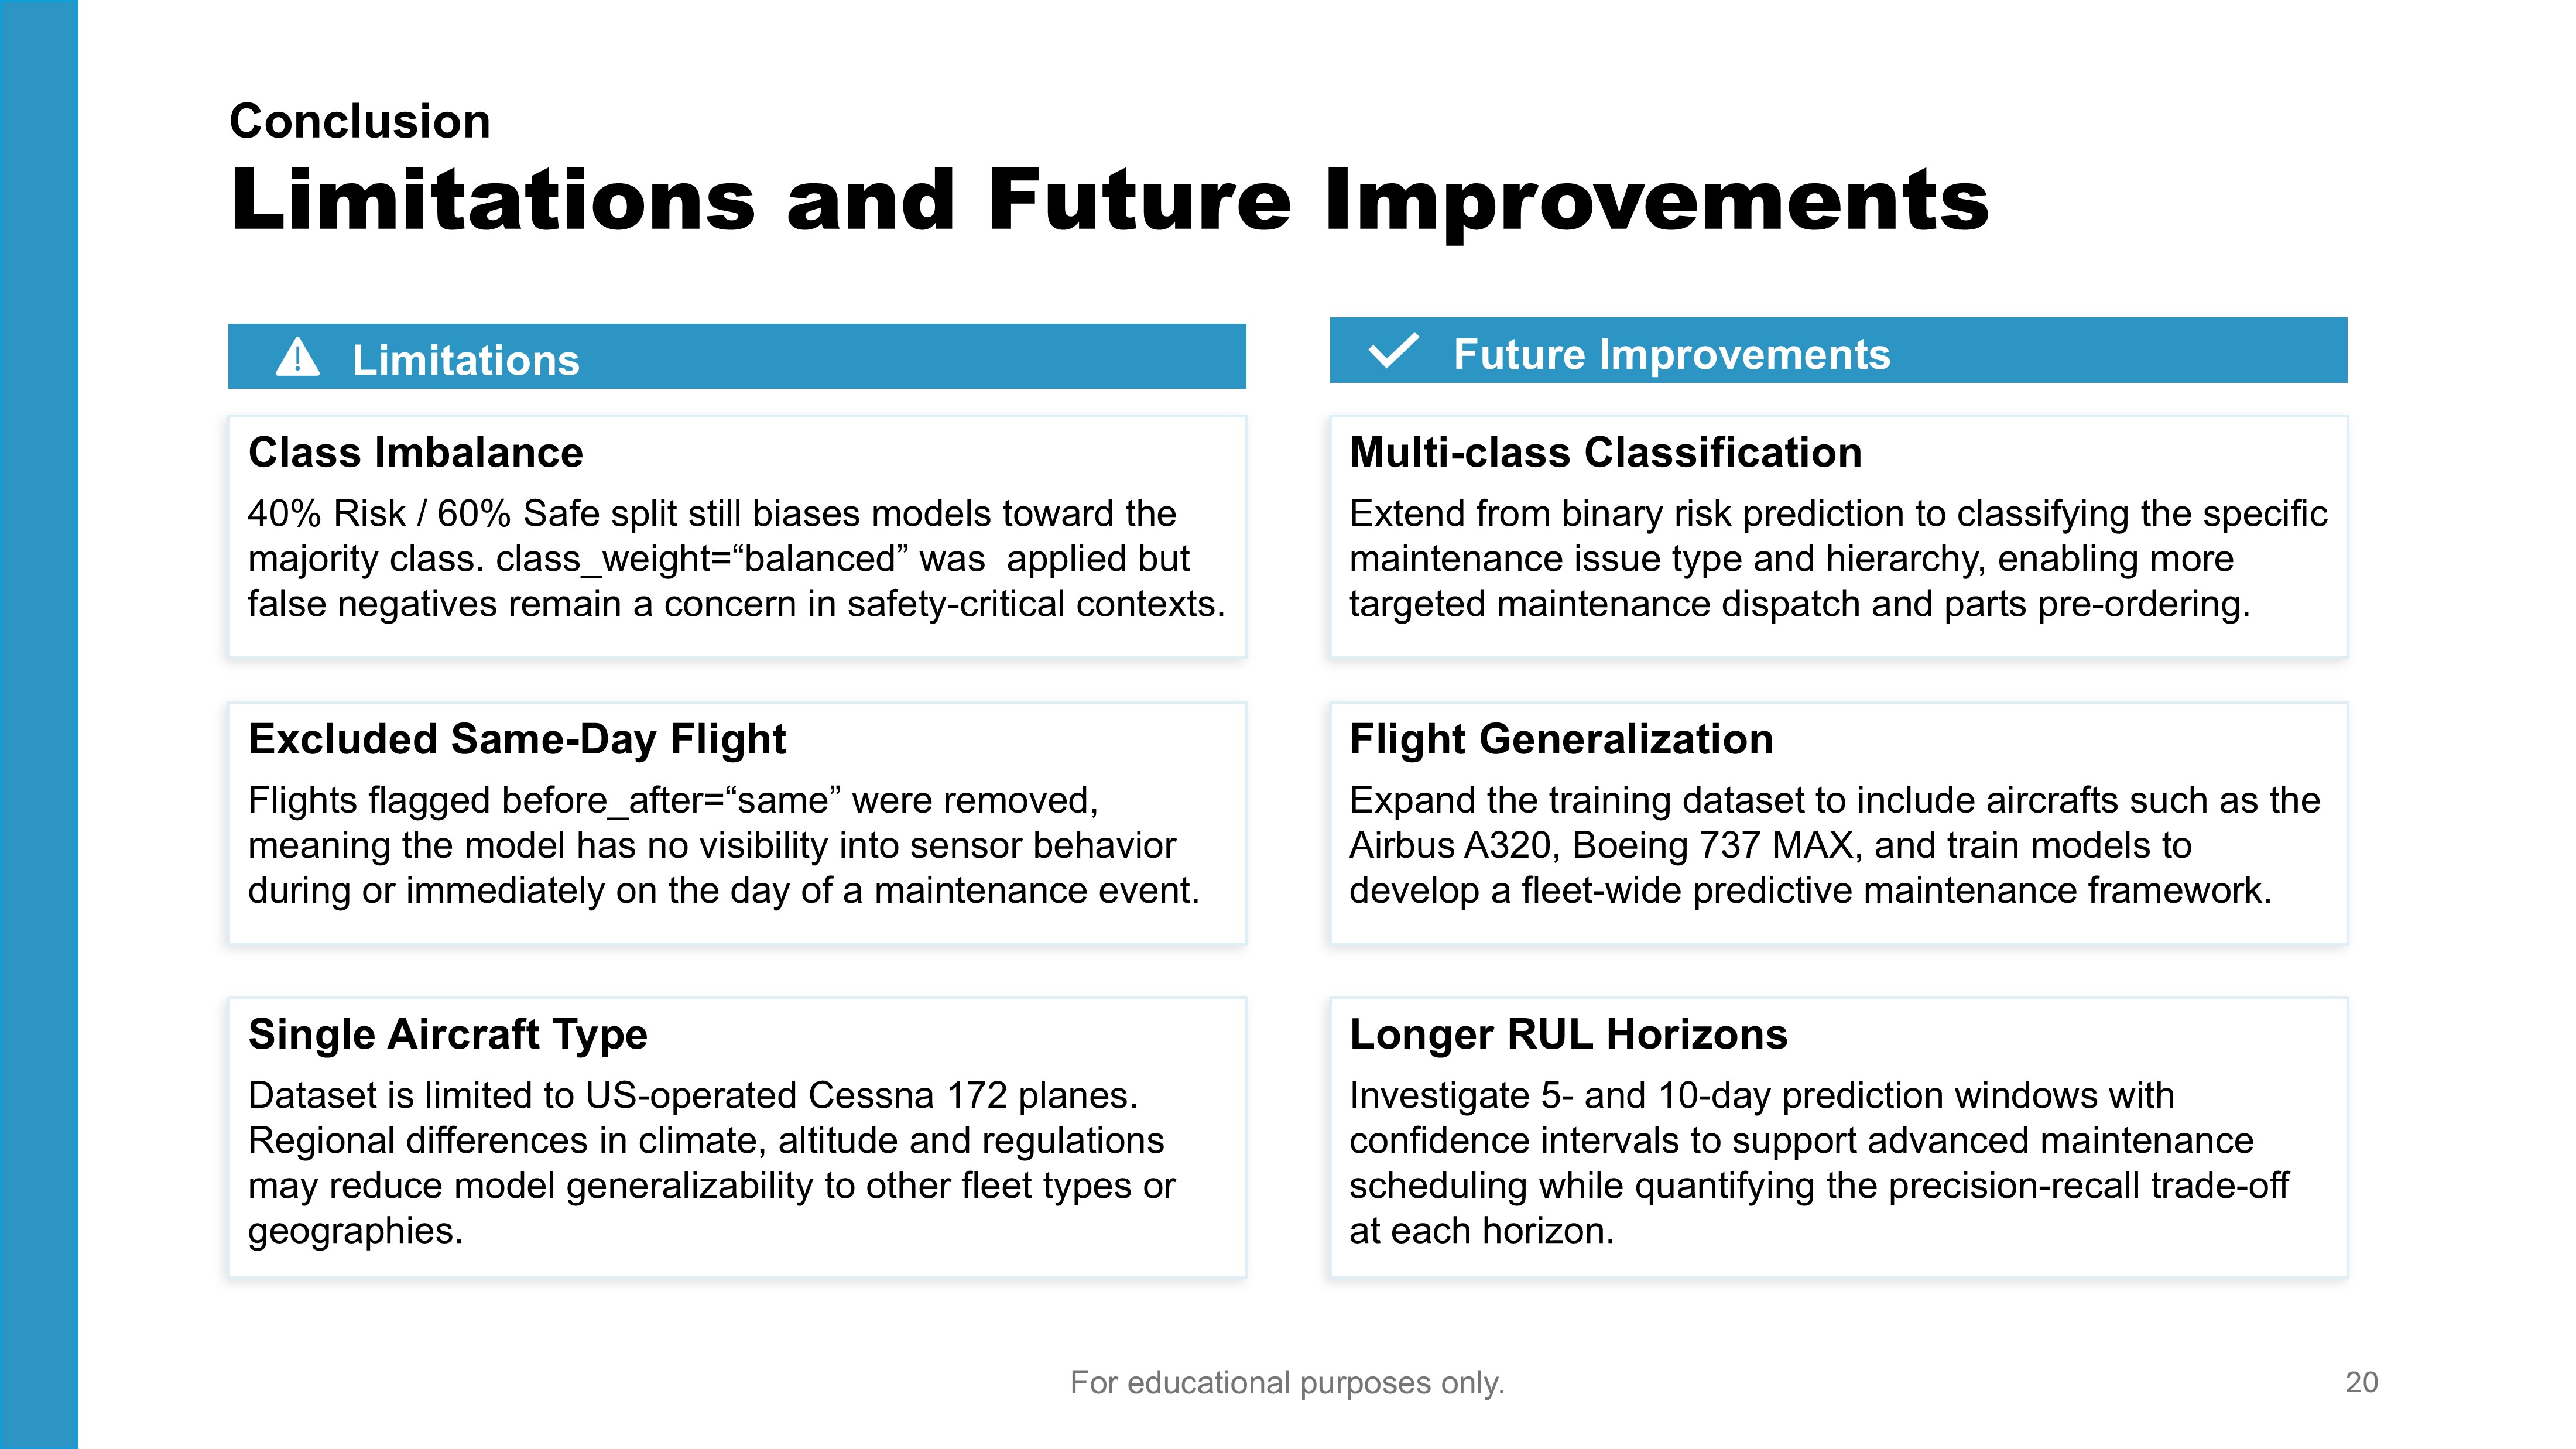 Conclusion
Limitations and Future Improvements
Limitations
Class Imbalance
40% Risk / 60% Safe split still biases models toward the
majority class. class_weight=“balanced” was  applied but
false negatives remain a concern in safety-critical contexts.
Excluded Same-Day Flight
Flights flagged before_after=“same” were removed,
meaning the model has no visibility into sensor behavior
during or immediately on the day of a maintenance event.
Single Aircraft Type
Dataset is limited to US-operated Cessna 172 planes.
Regional differences in climate, altitude and regulations
may reduce model generalizability to other fleet types or
geographies.
Future Improvements
Multi-class Classification
Extend from binary risk prediction to classifying the specific
maintenance issue type and hierarchy, enabling more
targeted maintenance dispatch and parts pre-ordering.
Flight Generalization
Expand the training dataset to include aircrafts such as the
Airbus A320, Boeing 737 MAX, and train models to
develop a fleet-wide predictive maintenance framework.
Longer RUL Horizons
Investigate 5- and 10-day prediction windows with
confidence intervals to support advanced maintenance
scheduling while quantifying the precision-recall trade-off
at each horizon.
For educational purposes only.
20